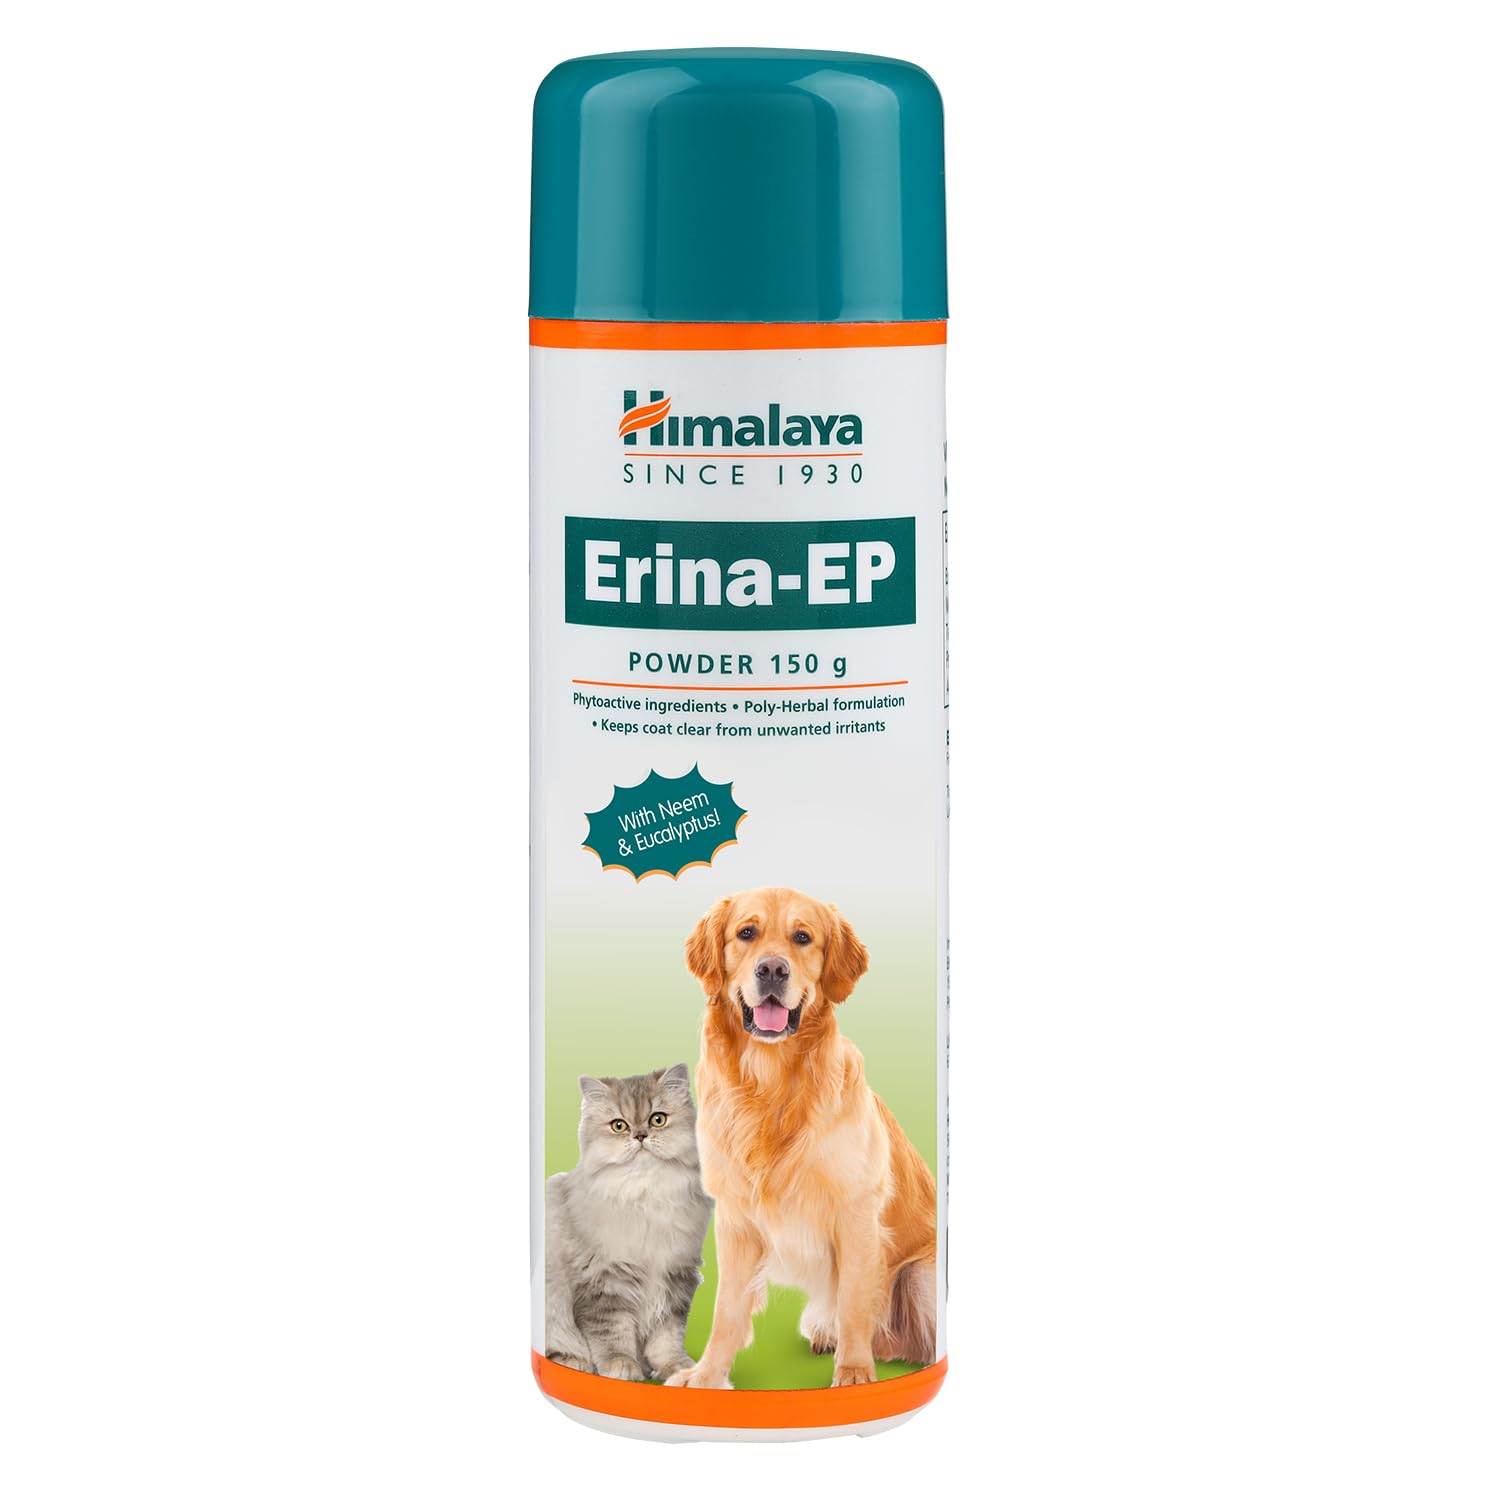 Himalaya
SINCE 1930
Erina-EP
POWDER 150 g
Phytoactive ingredients • Poly-Herbal formulation
• Keeps coat clear from unwanted irritants
With Neem
& Eucalyptus!